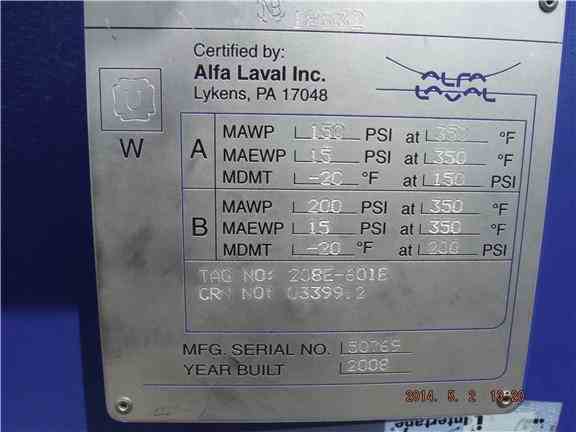 Certified by:
Alfa Laval Inc.
Lykens, PA 17048
ALFA
LAVAL
U
W
A
MAWP 150 PSI at 350 °F
MAEWP 15 PSI at 350 °F
MDMT -20 °F at 150 PSI
B
MAWP 200 PSI at 350 °F
MAEWP 15 PSI at 350 °F
MDMT -20 °F at 200 PSI
TAG NO: 208E-601E
CRN NO: 03399.2
MFG. SERIAL NO. 30769
YEAR BUILT 2008
2014. 5. 2
Intertape